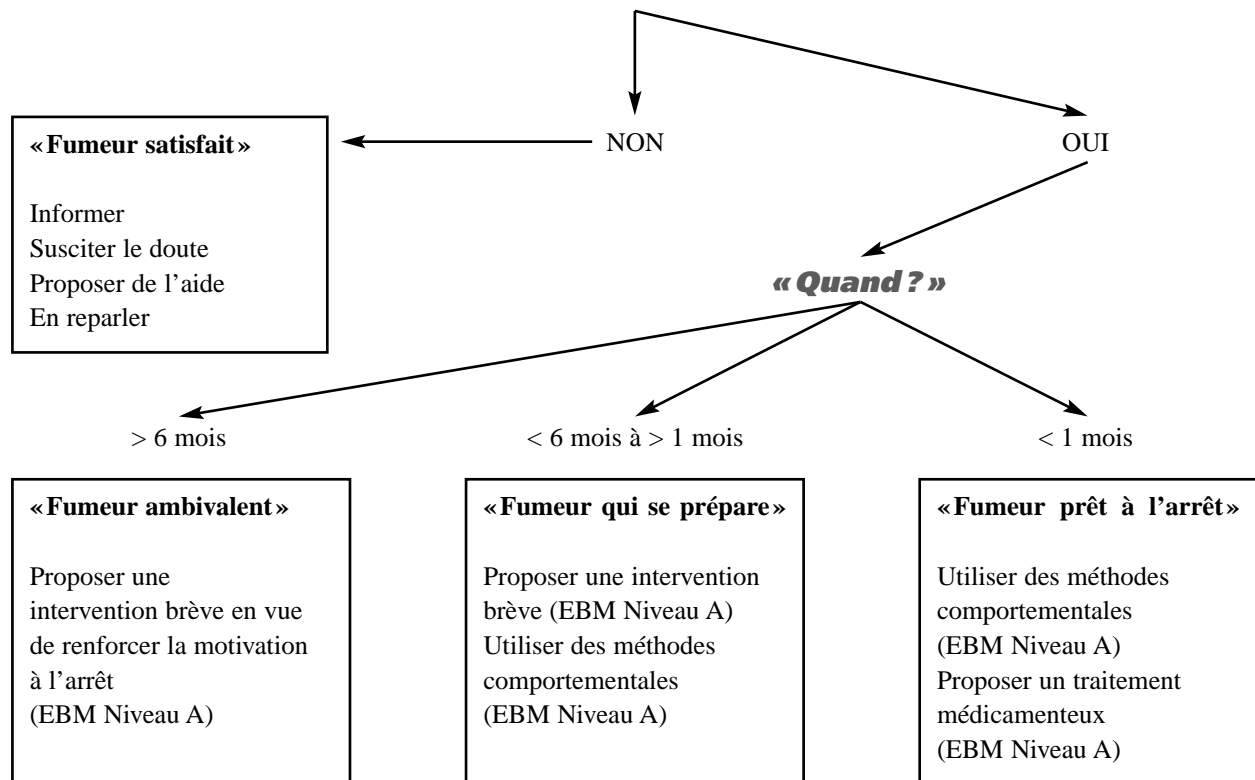 NON
OUI
«Fumeur satisfait»
Informer
Susciter le doute
Proposer de l’aide
En reparler
«Quand?»
> 6 mois
< 6 mois à > 1 mois
< 1 mois
«Fumeur ambivalent»
Proposer une
intervention brève en vue
de renforcer la motivation
à l’arrêt
(EBM Niveau A)
«Fumeur qui se prépare»
Proposer une intervention
brève (EBM Niveau A)
Utiliser des méthodes
comportementales
(EBM Niveau A)
«Fumeur prêt à l’arrêt»
Utiliser des méthodes
comportementales
(EBM Niveau A)
Proposer un traitement
médicamenteux
(EBM Niveau A)